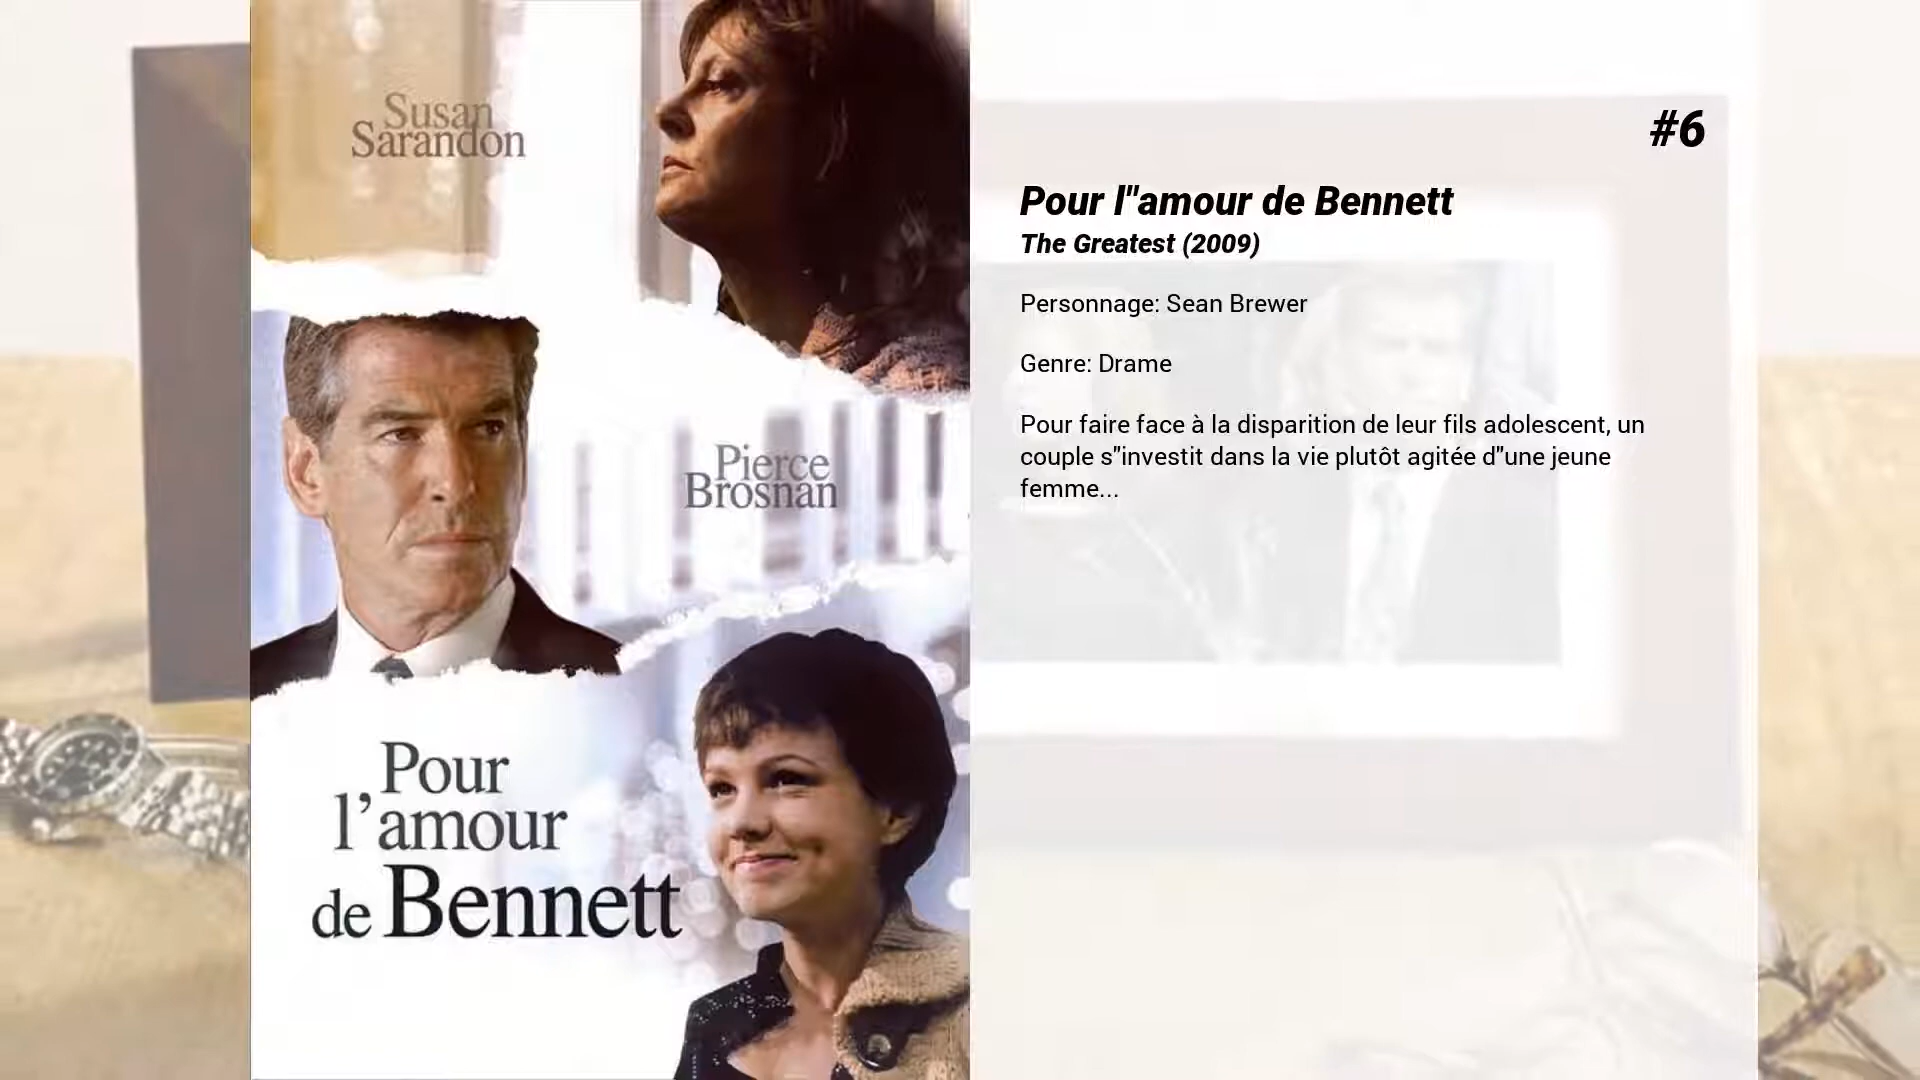 Susan
Sarandon
Pierce
Brosnan
Pour
l’amour
de Bennett
#6
Pour l"amour de Bennett
The Greatest (2009)
Personnage: Sean Brewer
Genre: Drame
Pour faire face à la disparition de leur fils adolescent, un
couple s"investit dans la vie plutôt agitée d"une jeune
femme...